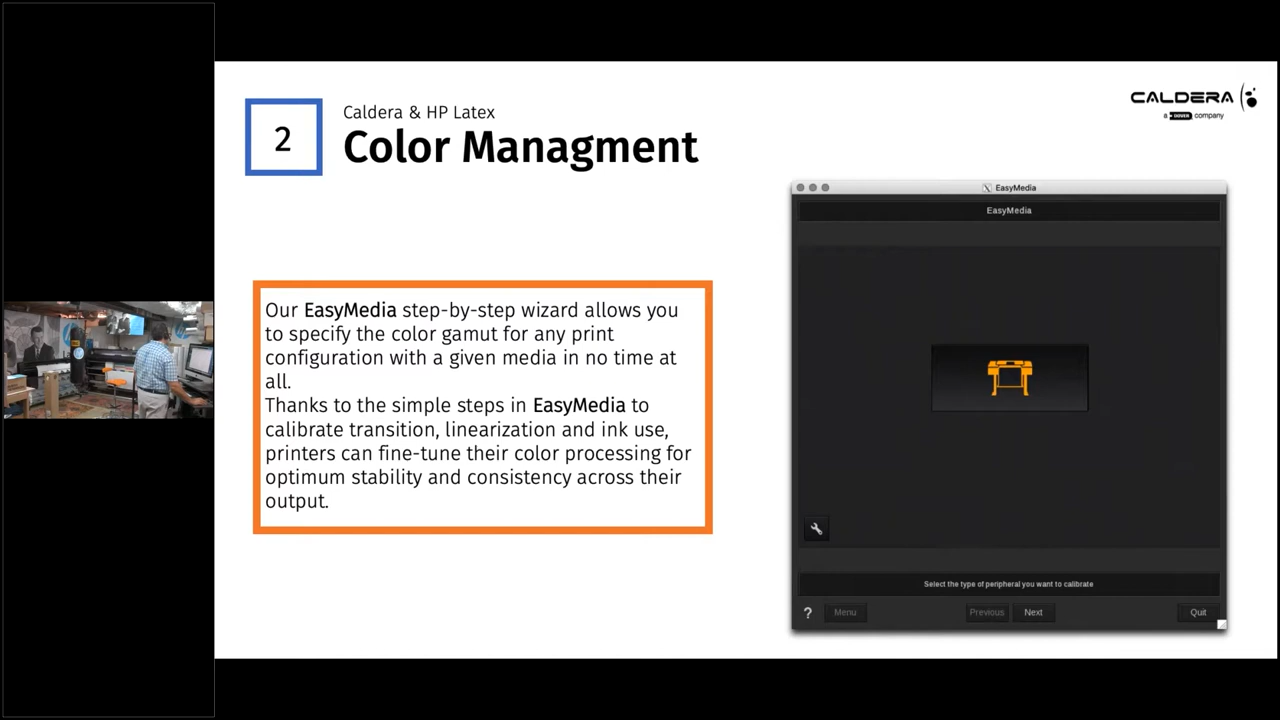 2
Caldera & HP Latex
Color Managment
CALDERA
a DOVER company
Our EasyMedia step-by-step wizard allows you
to specify the color gamut for any print
configuration with a given media in no time at
all.
Thanks to the simple steps in EasyMedia to
calibrate transition, linearization and ink use,
printers can fine-tune their color processing for
optimum stability and consistency across their
output.
EasyMedia
EasyMedia
Select the type of peripheral you want to calibrate
? Menu Previous Next Quit